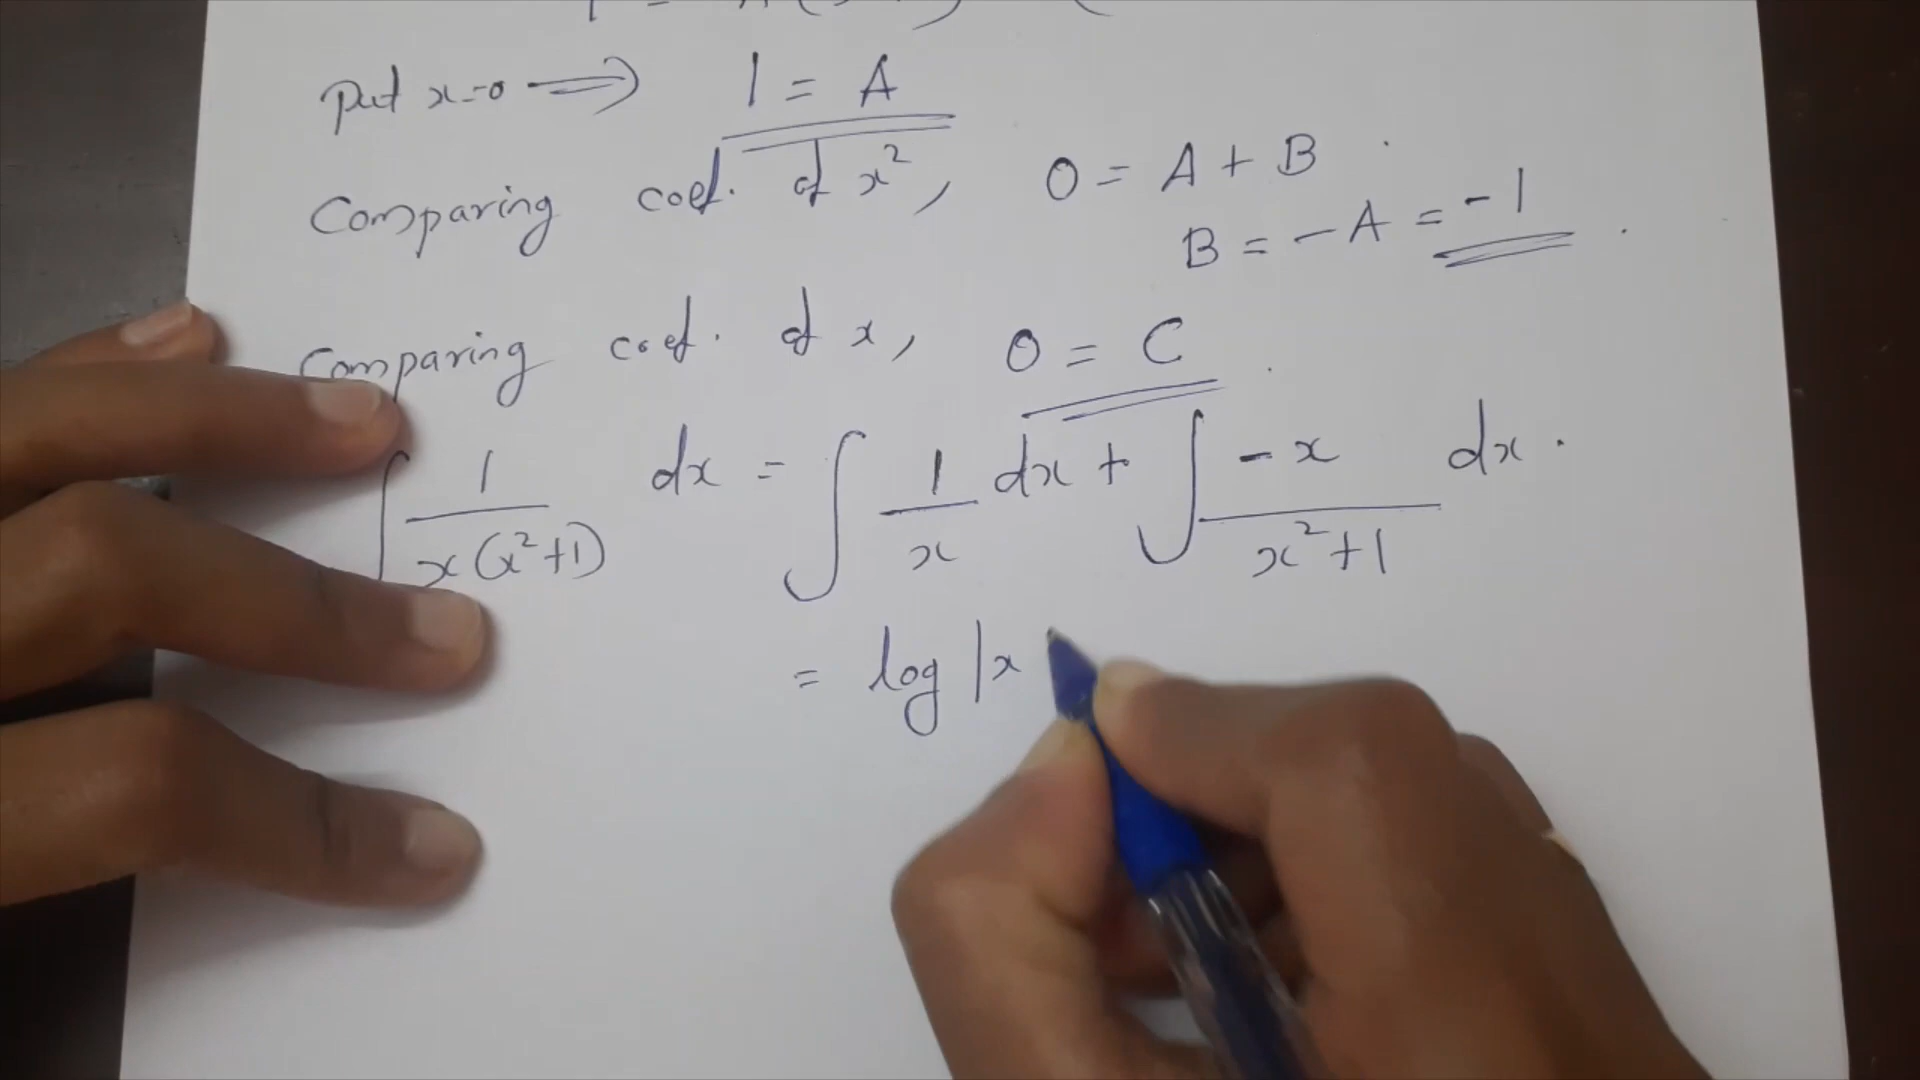 Put x=0 ⟹ 1 = A
Comparing coef. of x², 0 = A + B
B = -A = -1
Comparing coef. of x, 0 = C
∫ 1/x(x²+1) dx = ∫ 1/x dx + ∫ -x/x²+1 dx.
= log |x